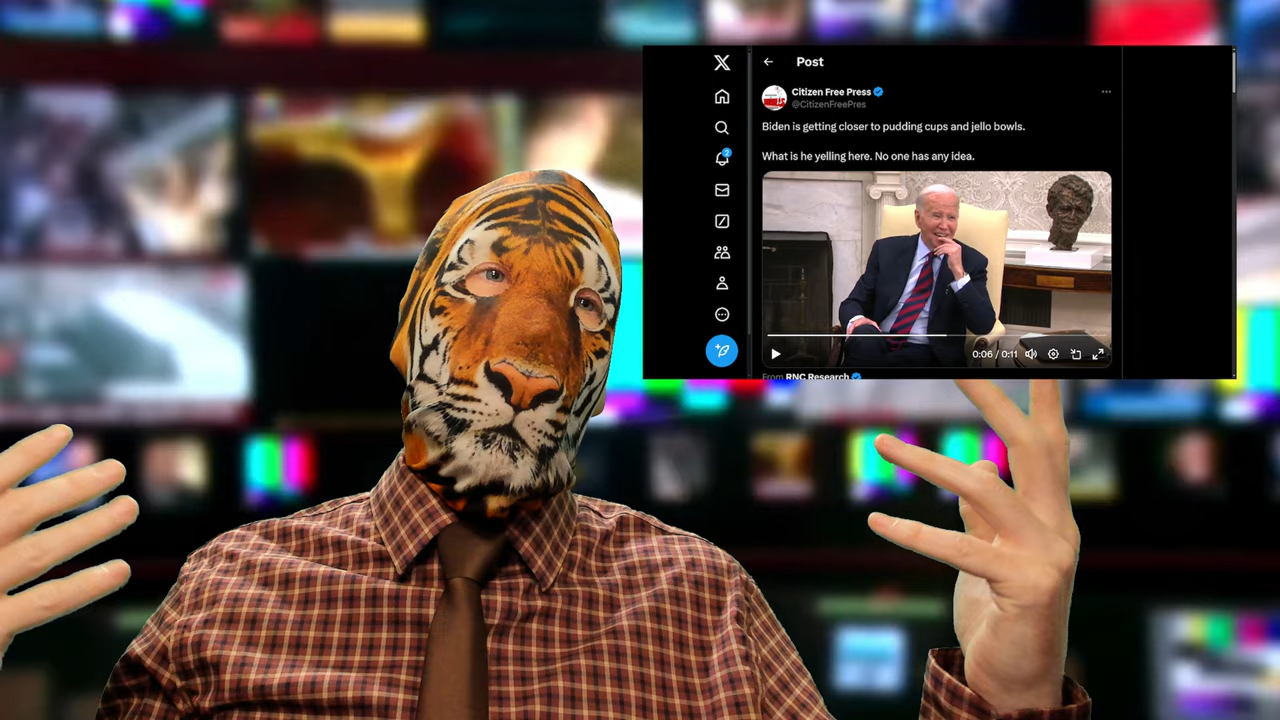 Post
Citizen Free Press
@CitizenFreePres
Biden is getting closer to pudding cups and jello bowls.
What is he yelling here. No one has any idea.
0:06 / 0:11
From RNC Research
2